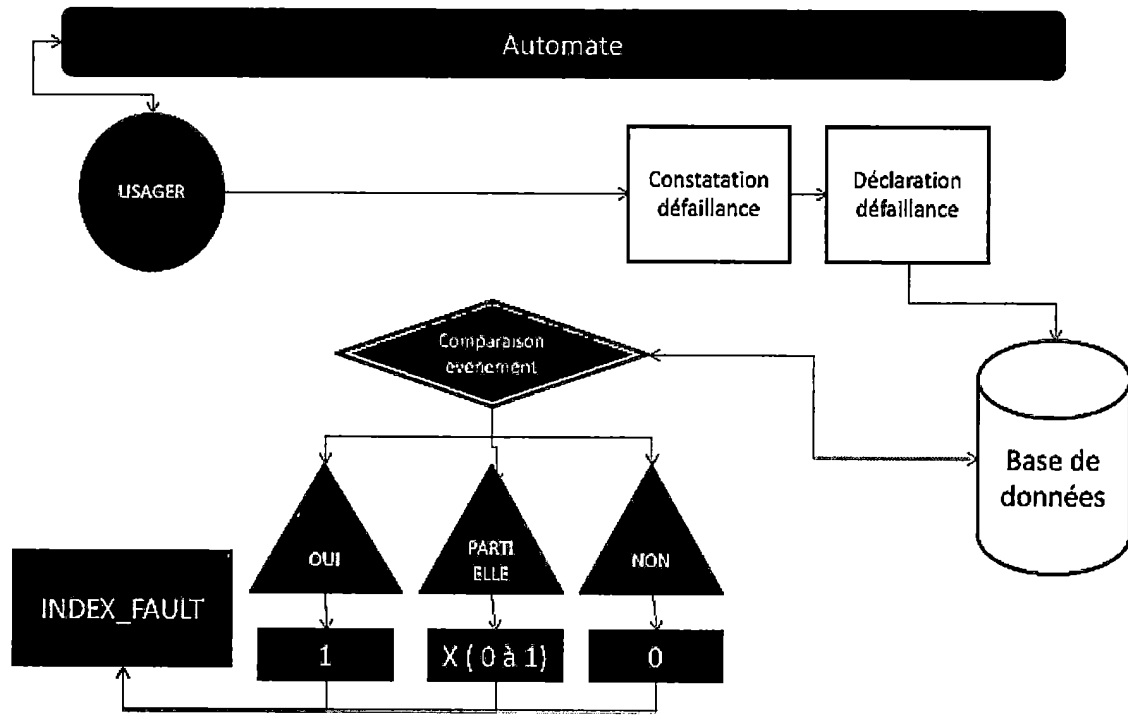 Automate
USAGER
Constatation
défaillance
Déclaration
défaillance
Comparaison
evénement
Base de
données
OUI
PARTI
ELLE
NON
INDEX_FAULT
1
X ( 0 à 1)
0